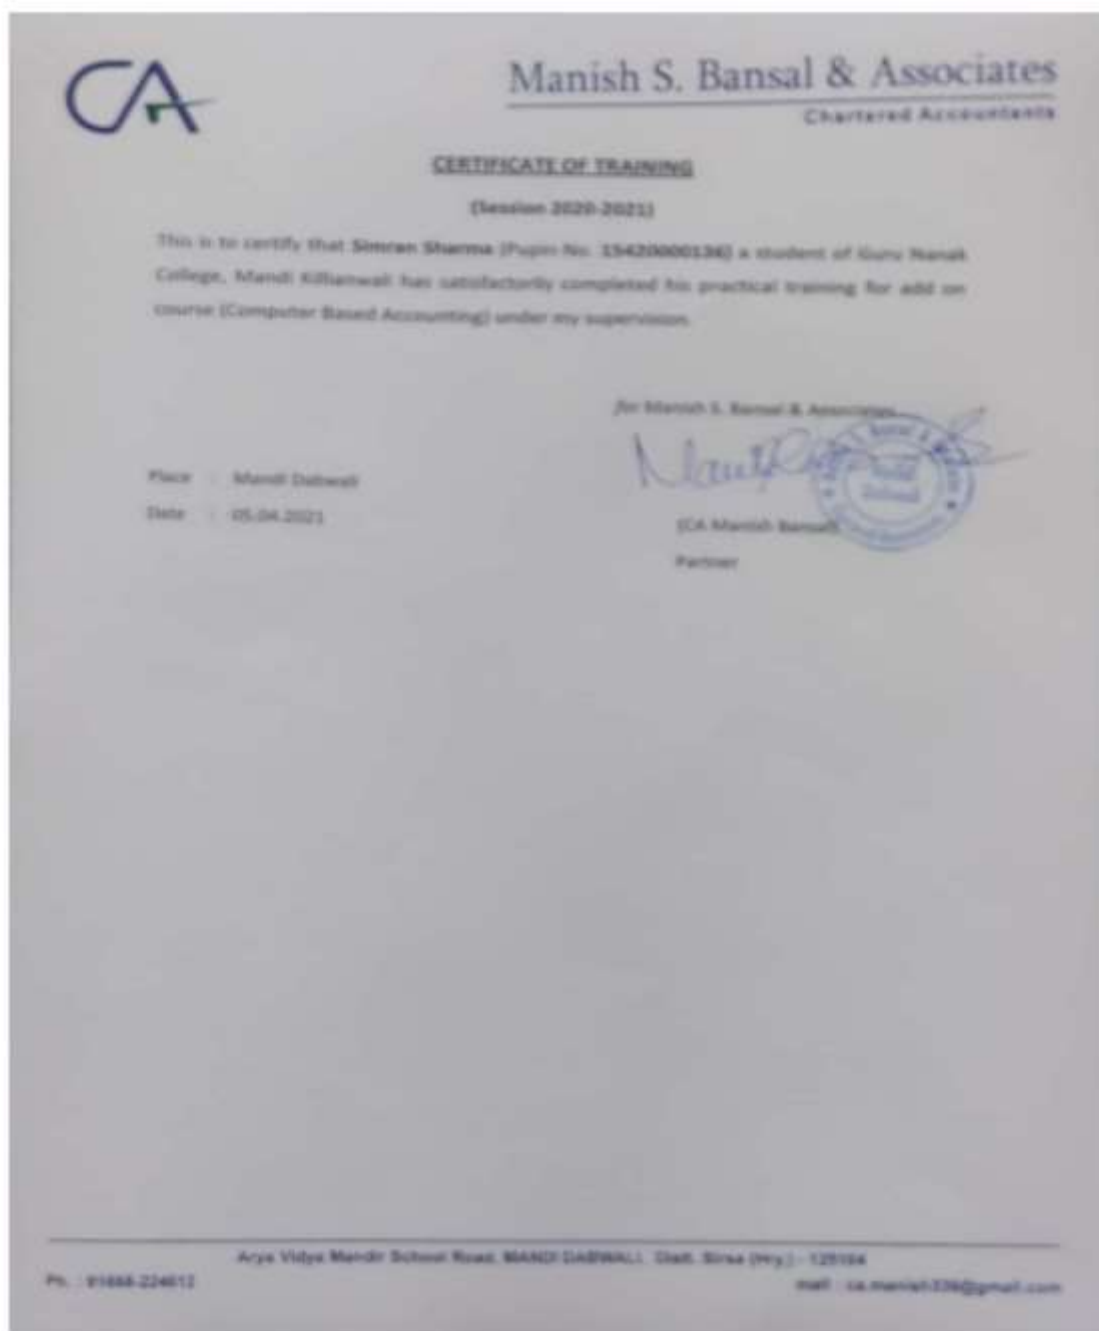 CA
Manish S. Bansal & Associates
Chartered Accountants
CERTIFICATE OF TRAINING
(Session 2020-2021)
This is to certify that Simran Sharma (Pupin No. 15420000136) a student of Guru Nanak
College, Mandi Killianwali has satisfactorily completed his practical training for add on
course (Computer Based Accounting) under my supervision.
for Manish S. Bansal & Associates
Place : Mandi Dabwali
Date : 05.04.2021
(CA Manish Bansal)
Partner
Arya Vidya Mandir School Road, MANDI DABWALI, Distt. Sirsa (Hry.) - 125104
Ph. : 01668-224612
mail : ca.manish336@gmail.com